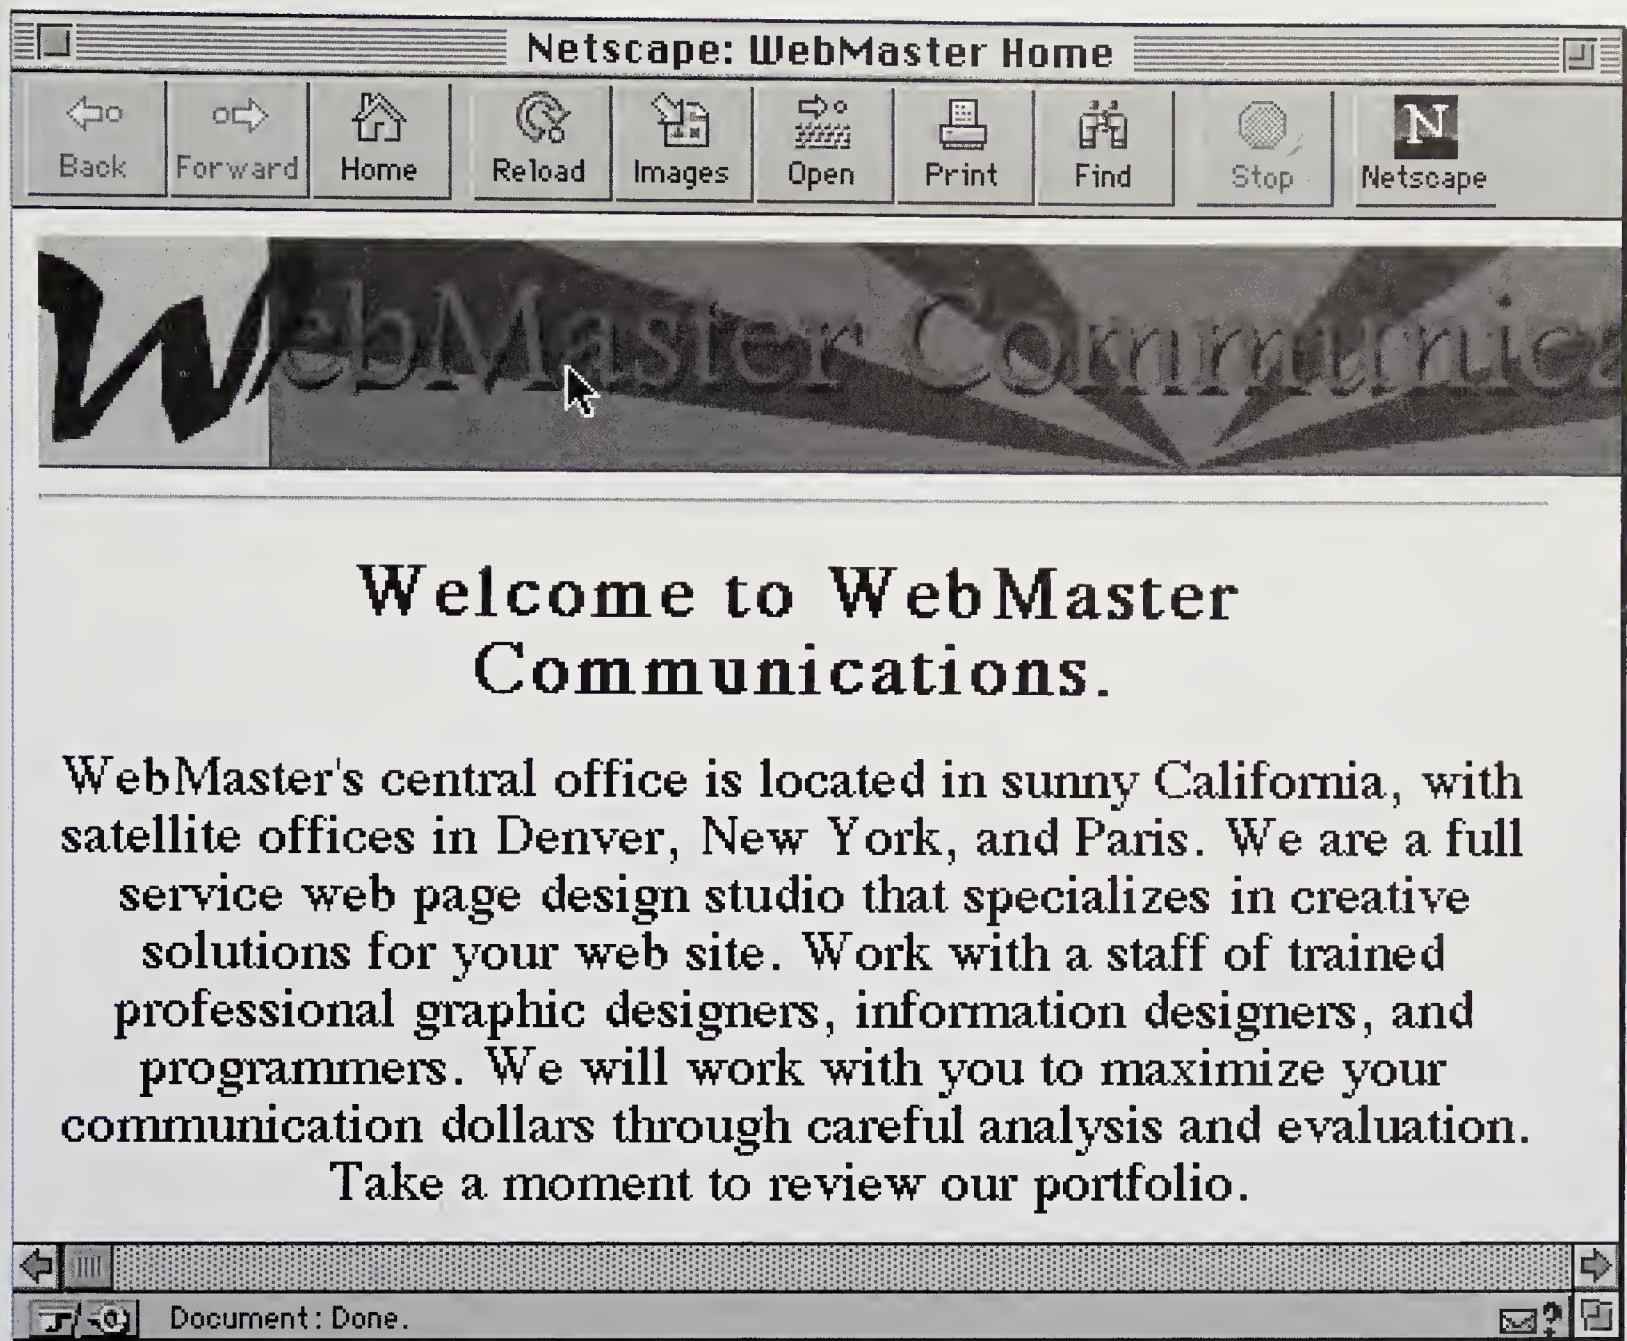 Netscape: WebMaster Home
Back Forward Home Reload Images Open Print Find Stop Netscape
N
WebMaster Communica
Welcome to WebMaster
Communications.
WebMaster's central office is located in sunny California, with
satellite offices in Denver, New York, and Paris. We are a full
service web page design studio that specializes in creative
solutions for your web site. Work with a staff of trained
professional graphic designers, information designers, and
programmers. We will work with you to maximize your
communication dollars through careful analysis and evaluation.
Take a moment to review our portfolio.
Document: Done.
?